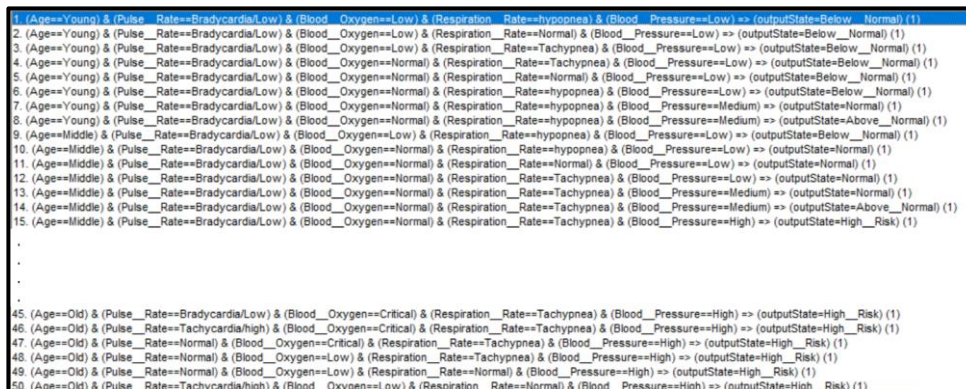 1. (Age==Young) & (Pulse__Rate==Bradycardia/Low) & (Blood__Oxygen==Low) & (Respiration__Rate==hypopnea) & (Blood__Pressure==Low) => (outputState=Below__Normal) (1)
2. (Age==Young) & (Pulse__Rate==Bradycardia/Low) & (Blood__Oxygen==Low) & (Respiration__Rate==Normal) & (Blood__Pressure==Low) => (outputState=Below__Normal) (1)
3. (Age==Young) & (Pulse__Rate==Bradycardia/Low) & (Blood__Oxygen==Low) & (Respiration__Rate==Tachypnea) & (Blood__Pressure==Low) => (outputState=Below__Normal) (1)
4. (Age==Young) & (Pulse__Rate==Bradycardia/Low) & (Blood__Oxygen==Normal) & (Respiration__Rate==Tachypnea) & (Blood__Pressure==Low) => (outputState=Below__Normal) (1)
5. (Age==Young) & (Pulse__Rate==Bradycardia/Low) & (Blood__Oxygen==Normal) & (Respiration__Rate==Normal) & (Blood__Pressure==Low) => (outputState=Below__Normal) (1)
6. (Age==Young) & (Pulse__Rate==Bradycardia/Low) & (Blood__Oxygen==Normal) & (Respiration__Rate==hypopnea) & (Blood__Pressure==Low) => (outputState=Below__Normal) (1)
7. (Age==Young) & (Pulse__Rate==Bradycardia/Low) & (Blood__Oxygen==Normal) & (Respiration__Rate==hypopnea) & (Blood__Pressure==Medium) => (outputState=Normal) (1)
8. (Age==Young) & (Pulse__Rate==Bradycardia/Low) & (Blood__Oxygen==Normal) & (Respiration__Rate==hypopnea) & (Blood__Pressure==Medium) => (outputState=Above__Normal) (1)
9. (Age==Middle) & (Pulse__Rate==Bradycardia/Low) & (Blood__Oxygen==Low) & (Respiration__Rate==hypopnea) & (Blood__Pressure==Low) => (outputState=Below__Normal) (1)
10. (Age==Middle) & (Pulse__Rate==Bradycardia/Low) & (Blood__Oxygen==Normal) & (Respiration__Rate==hypopnea) & (Blood__Pressure==Low) => (outputState=Normal) (1)
11. (Age==Middle) & (Pulse__Rate==Bradycardia/Low) & (Blood__Oxygen==Normal) & (Respiration__Rate==Normal) & (Blood__Pressure==Low) => (outputState=Normal) (1)
12. (Age==Middle) & (Pulse__Rate==Bradycardia/Low) & (Blood__Oxygen==Normal) & (Respiration__Rate==Tachypnea) & (Blood__Pressure==Low) => (outputState=Normal) (1)
13. (Age==Middle) & (Pulse__Rate==Bradycardia/Low) & (Blood__Oxygen==Normal) & (Respiration__Rate==Tachypnea) & (Blood__Pressure==Medium) => (outputState=Normal) (1)
14. (Age==Middle) & (Pulse__Rate==Bradycardia/Low) & (Blood__Oxygen==Normal) & (Respiration__Rate==Tachypnea) & (Blood__Pressure==Medium) => (outputState=Above__Normal) (1)
15. (Age==Middle) & (Pulse__Rate==Bradycardia/Low) & (Blood__Oxygen==Normal) & (Respiration__Rate==Tachypnea) & (Blood__Pressure==High) => (outputState=High__Risk) (1)
.
.
.
.
45. (Age==Old) & (Pulse__Rate==Bradycardia/Low) & (Blood__Oxygen==Critical) & (Respiration__Rate==Tachypnea) & (Blood__Pressure==High) => (outputState=High__Risk) (1)
46. (Age==Old) & (Pulse__Rate==Tachycardia/high) & (Blood__Oxygen==Critical) & (Respiration__Rate==Tachypnea) & (Blood__Pressure==High) => (outputState=High__Risk) (1)
47. (Age==Old) & (Pulse__Rate==Normal) & (Blood__Oxygen==Critical) & (Respiration__Rate==Tachypnea) & (Blood__Pressure==High) => (outputState=High__Risk) (1)
48. (Age==Old) & (Pulse__Rate==Normal) & (Blood__Oxygen==Low) & (Respiration__Rate==Tachypnea) & (Blood__Pressure==High) => (outputState=High__Risk) (1)
49. (Age==Old) & (Pulse__Rate==Normal) & (Blood__Oxygen==Low) & (Respiration__Rate==Normal) & (Blood__Pressure==High) => (outputState=High__Risk) (1)
50. (Age==Old) & (Pulse__Rate==Tachycardia/high) & (Blood__Oxygen==Low) & (Respiration__Rate==Normal) & (Blood__Pressure==High) => (outputState=High__Risk) (1)